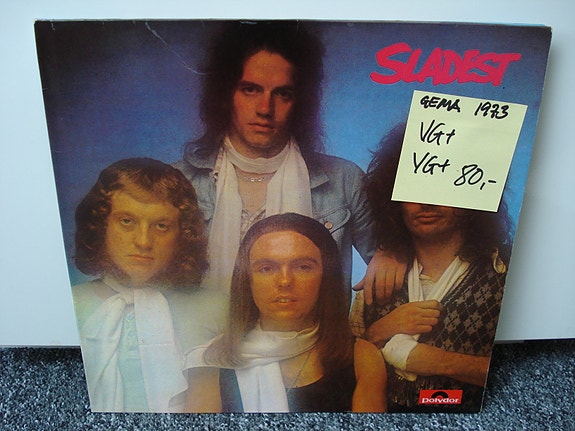 SLADEST
GEMA 1973
VG+
VG+ 80,-
polydor